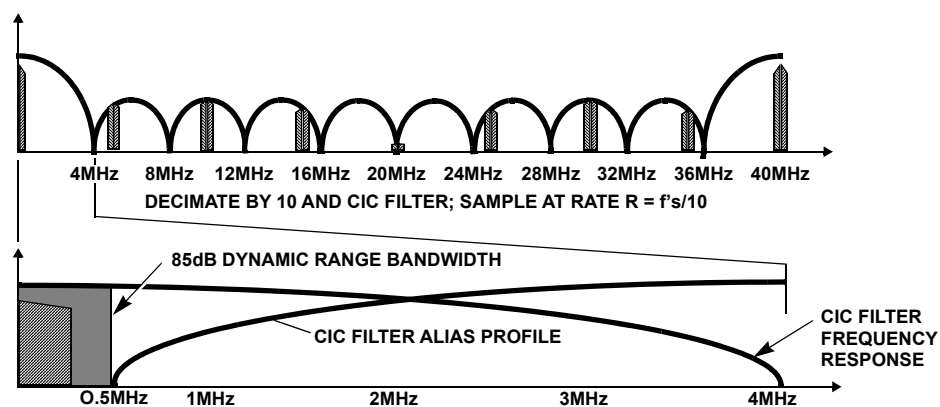 4MHz 8MHz 12MHz 16MHz 20MHz 24MHz 28MHz 32MHz 36MHz 40MHz
DECIMATE BY 10 AND CIC FILTER; SAMPLE AT RATE R = f's/10
85dB DYNAMIC RANGE BANDWIDTH
CIC FILTER ALIAS PROFILE
CIC FILTER
FREQUENCY
RESPONSE
O.5MHz 1MHz 2MHz 3MHz 4MHz